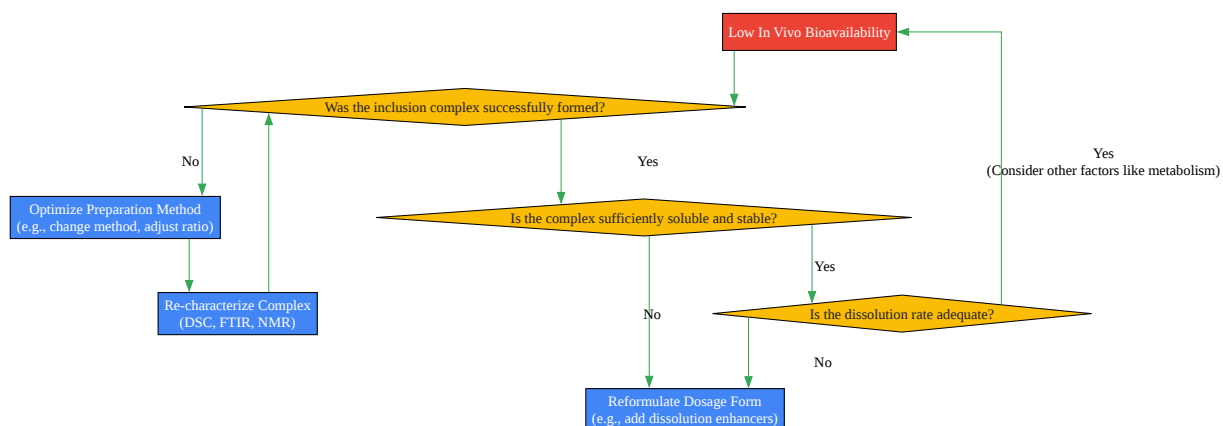 Low In Vivo Bioavailability
Was the inclusion complex successfully formed?
No
Yes
Yes
(Consider other factors like metabolism)
Optimize Preparation Method
(e.g., change method, adjust ratio)
Is the complex sufficiently soluble and stable?
Yes
Re-characterize Complex
(DSC, FTIR, NMR)
No
Is the dissolution rate adequate?
No
Reformulate Dosage Form
(e.g., add dissolution enhancers)